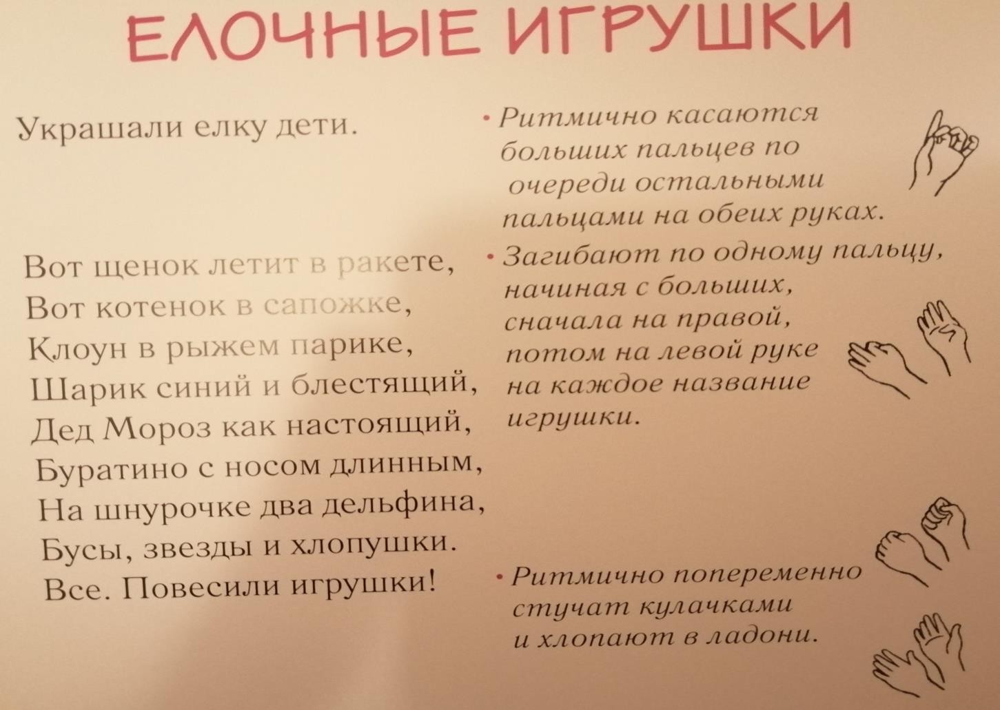 ЕЛОЧНЫЕ ИГРУШКИ
Украшали елку дети.
• Ритмично касаются
больших пальцев по
очереди остальными
пальцами на обеих руках.
Вот щенок летит в ракете,
Вот котенок в сапожке,
Клоун в рыжем парике,
Шарик синий и блестящий,
Дед Мороз как настоящий,
Буратино с носом длинным,
На шнурочке два дельфина,
Бусы, звезды и хлопушки.
• Загибают по одному пальцу,
начиная с больших,
сначала на правой,
потом на левой руке
на каждое название
игрушки.
Все. Повесили игрушки!
• Ритмично попеременно
стучат кулачками
и хлопают в ладони.